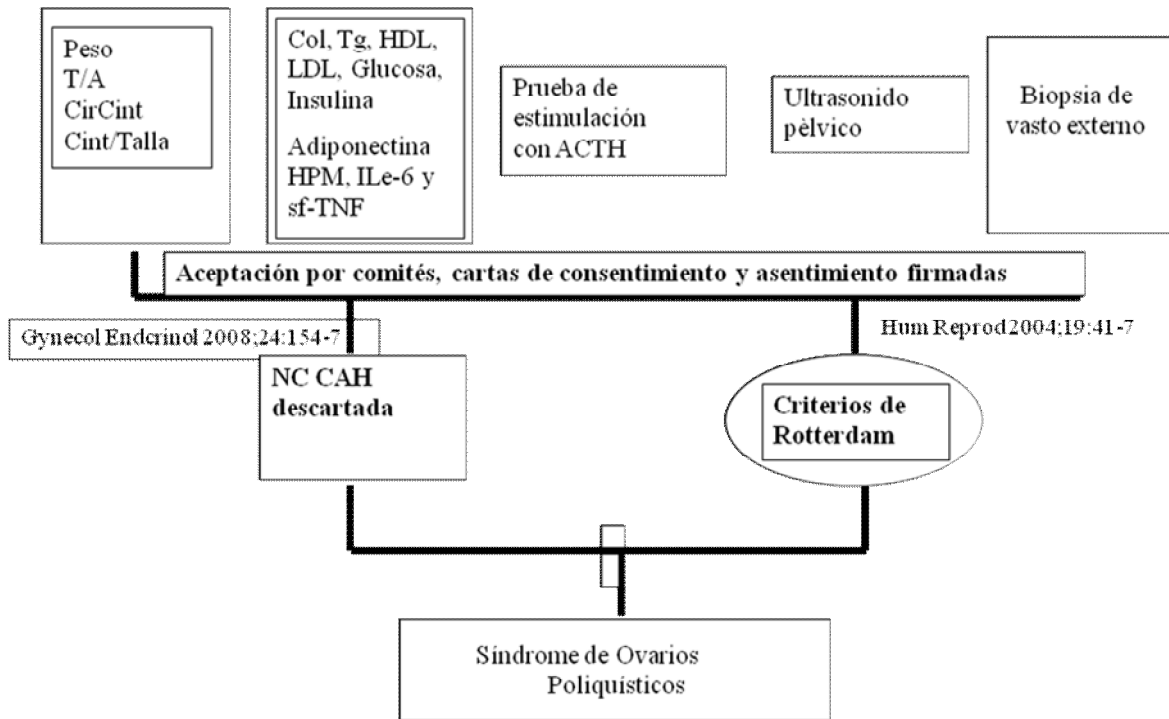 Peso
T/A
CirCint
Cint/Talla
Col, Tg, HDL,
LDL, Glucosa,
Insulina
Adiponectina
HPM, ILe-6 y
sf-TNF
Prueba de
estimulación
con ACTH
Ultrasonido
pèlvico
Biopsia de
vasto externo
Aceptación por comités, cartas de consentimiento y asentimiento firmadas
Gynecol Endcrinol 2008;24:154-7
Hum Reprod 2004;19:41-7
NC CAH
descartada
Criterios de
Rotterdam
Síndrome de Ovarios
Poliquísticos